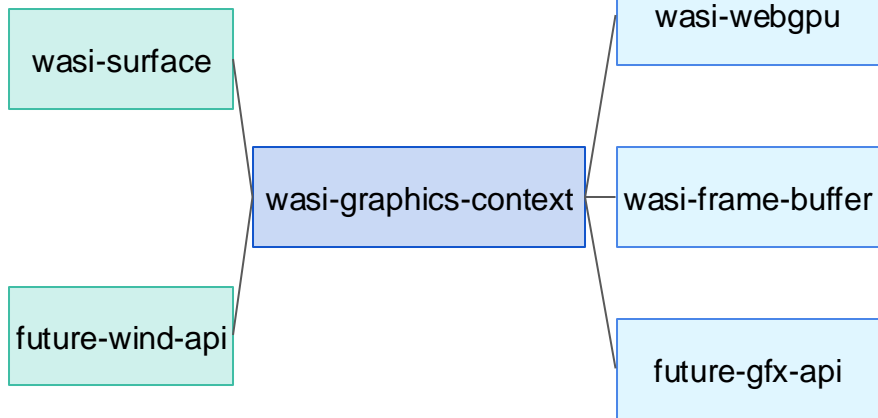 wasi-webgpu
wasi-surface
wasi-graphics-context
wasi-frame-buffer
future-wind-api
future-gfx-api